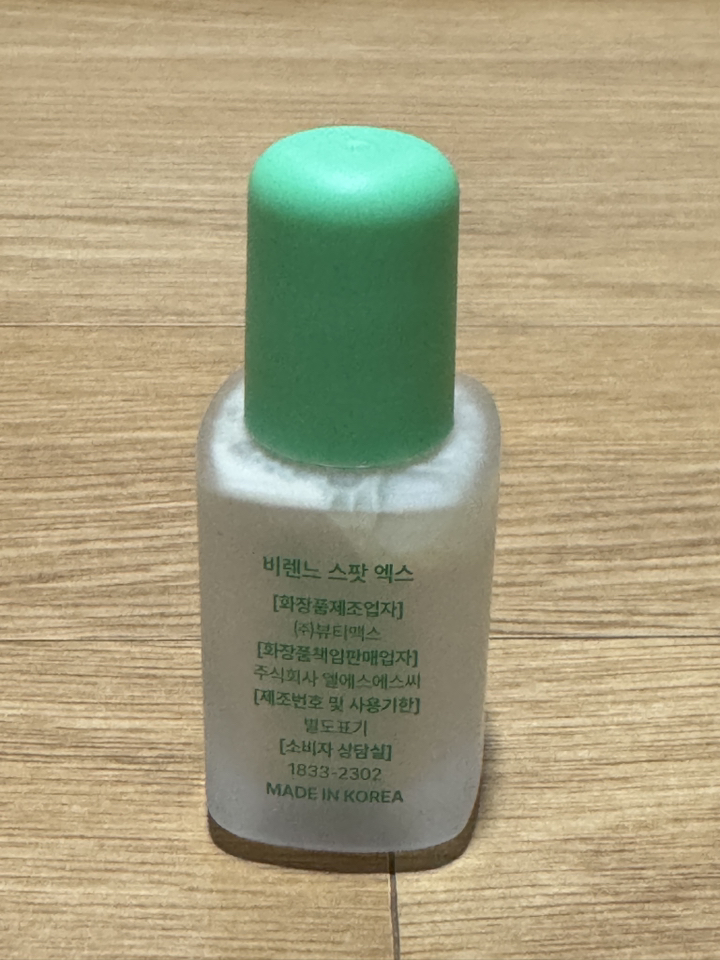 비렌느 스팟 엑스
[화장품제조업자]
㈜뷰티맥스
[화장품책임판매업자]
주식회사 엘에스에스씨
[제조번호 및 사용기한]
별도표기
[소비자 상담실]
1833-2302
MADE IN KOREA